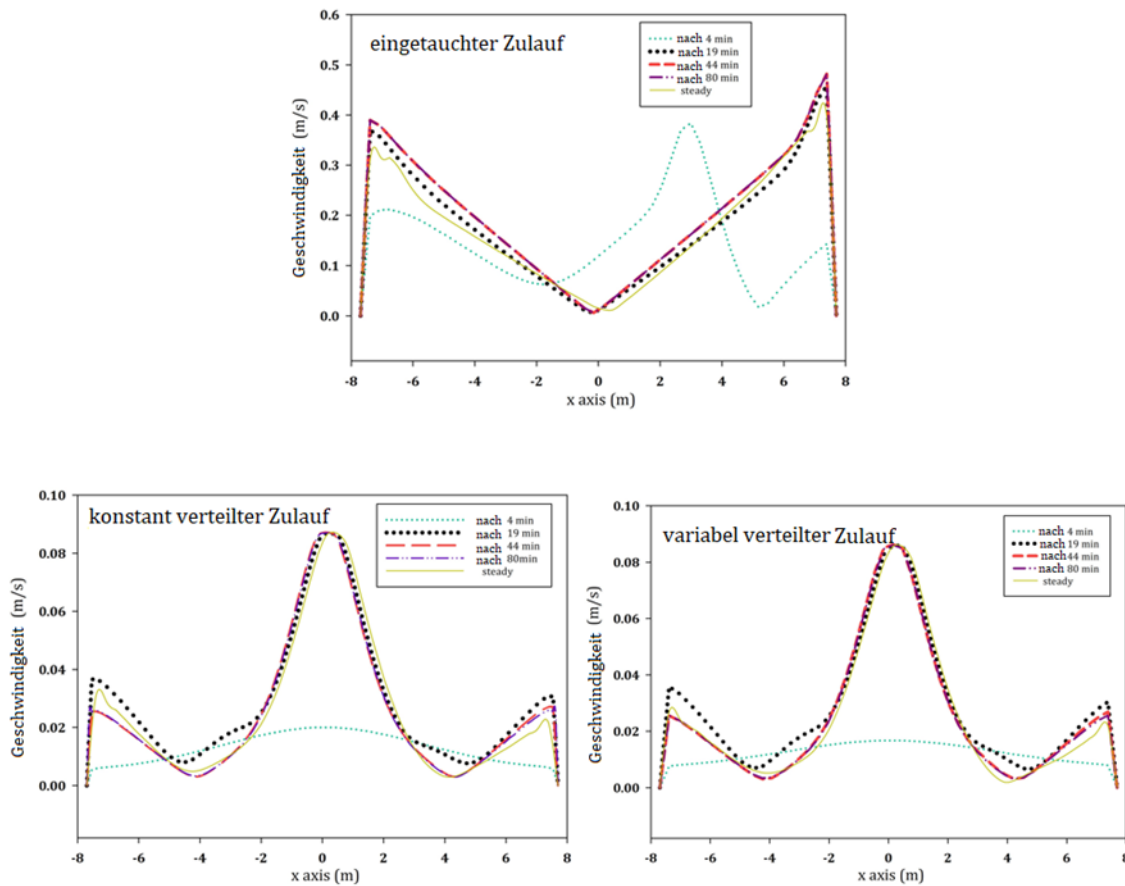 eingetauchter Zulauf
nach 4 min
nach 19 min
nach 44 min
nach 80 min
steady
Geschwindigkeit (m/s)
0.6
0.5
0.4
0.3
0.2
0.1
0.0
-8 -6 -4 -2 0 2 4 6 8
x axis (m)
konstant verteilter Zulauf
nach 4 min
nach 19 min
nach 44 min
nach 80min
steady
Geschwindigkeit (m/s)
0.10
0.08
0.06
0.04
0.02
0.00
-8 -6 -4 -2 0 2 4 6 8
x axis (m)
variabel verteilter Zulauf
nach 4 min
nach 19 min
nach 44 min
nach 80 min
steady
Geschwindigkeit (m/s)
0.10
0.08
0.06
0.04
0.02
0.00
-8 -6 -4 -2 0 2 4 6 8
x axis (m)